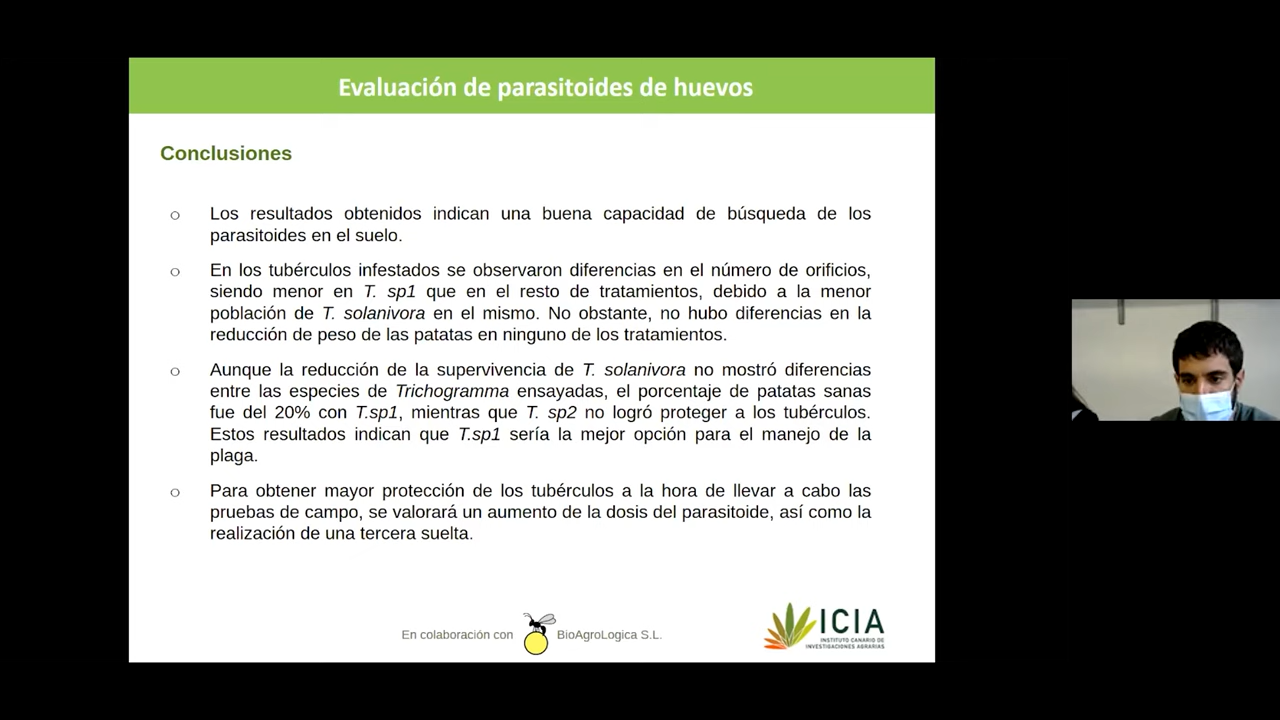 Evaluación de parasitoides de huevos
Conclusiones
Los resultados obtenidos indican una buena capacidad de búsqueda de los
parasitoides en el suelo.
En los tubérculos infestados se observaron diferencias en el número de orificios,
siendo menor en T. sp1 que en el resto de tratamientos, debido a la menor
población de T. solanivora en el mismo. No obstante, no hubo diferencias en la
reducción de peso de las patatas en ninguno de los tratamientos.
Aunque la reducción de la supervivencia de T. solanivora no mostró diferencias
entre las especies de Trichogramma ensayadas, el porcentaje de patatas sanas
fue del 20% con T.sp1, mientras que T. sp2 no logró proteger a los tubérculos.
Estos resultados indican que T.sp1 sería la mejor opción para el manejo de la
plaga.
Para obtener mayor protección de los tubérculos a la hora de llevar a cabo las
pruebas de campo, se valorará un aumento de la dosis del parasitoide, así como la
realización de una tercera suelta.
En colaboración con BioAgroLogica S.L.
ICIA
INSTITUTO CANARIO DE
INVESTIGACIONES AGRARIAS